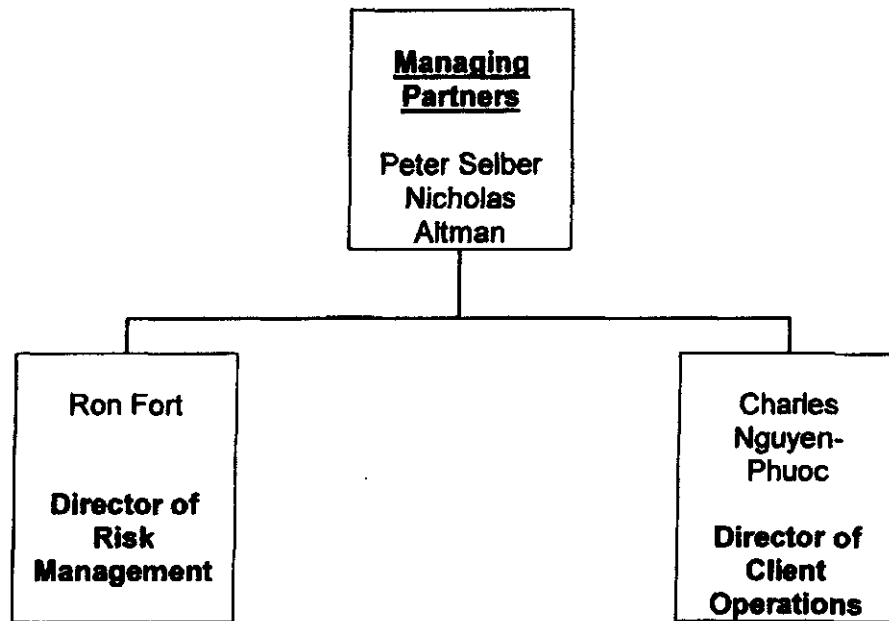 Managing
Partners
Peter Selber
Nicholas
Altman
Ron Fort
Director of
Risk
Management
Charles
Nguyen-
Phuoc
Director of
Client
Operations